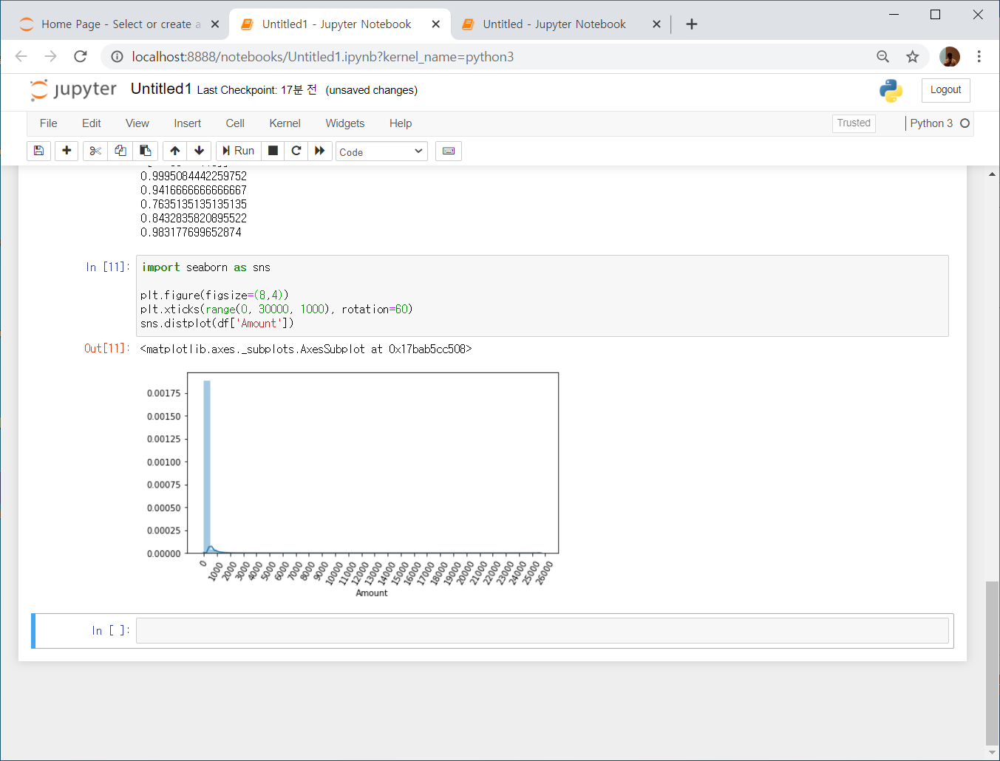 Home Page - Select or create a
Untitled1 - Jupyter Notebook
Untitled - Jupyter Notebook
localhost:8888/notebooks/Untitled1.ipynb?kernel_name=python3
jupyter Untitled1 Last Checkpoint: 17분 전 (unsaved changes)
Logout
File Edit View Insert Cell Kernel Widgets Help
Trusted
Python 3
Run
Code
0.9995084442259752
0.9416666666666667
0.7635135135135135
0.8432835820895522
0.983177699652874
In [11]:
import seaborn as sns
plt.figure(figsize=(8,4))
plt.xticks(range(0, 30000, 1000), rotation=60)
sns.distplot(df['Amount'])
Out[11]: <matplotlib.axes._subplots.AxesSubplot at 0x17bab5cc508>
0.00175
0.00150
0.00125
0.00100
0.00075
0.00050
0.00025
0.00000
0 1000 2000 3000 4000 5000 6000 7000 8000 9000 10000 11000 12000 13000 14000 15000 16000 17000 18000 19000 20000 21000 22000 23000 24000 25000 26000
Amount
In [ ]: